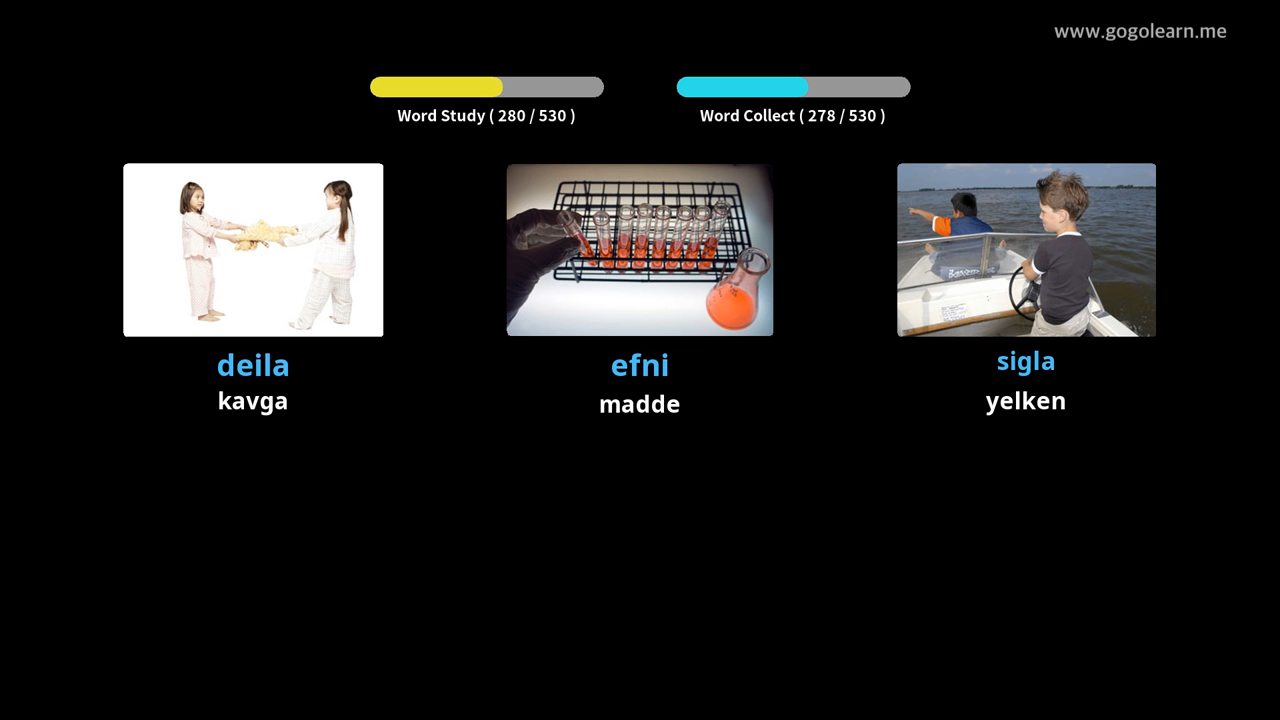 www.gogolearn.me
Word Study ( 280 / 530 )
Word Collect ( 278 / 530 )
deila
kavga
efni
madde
sigla
yelken